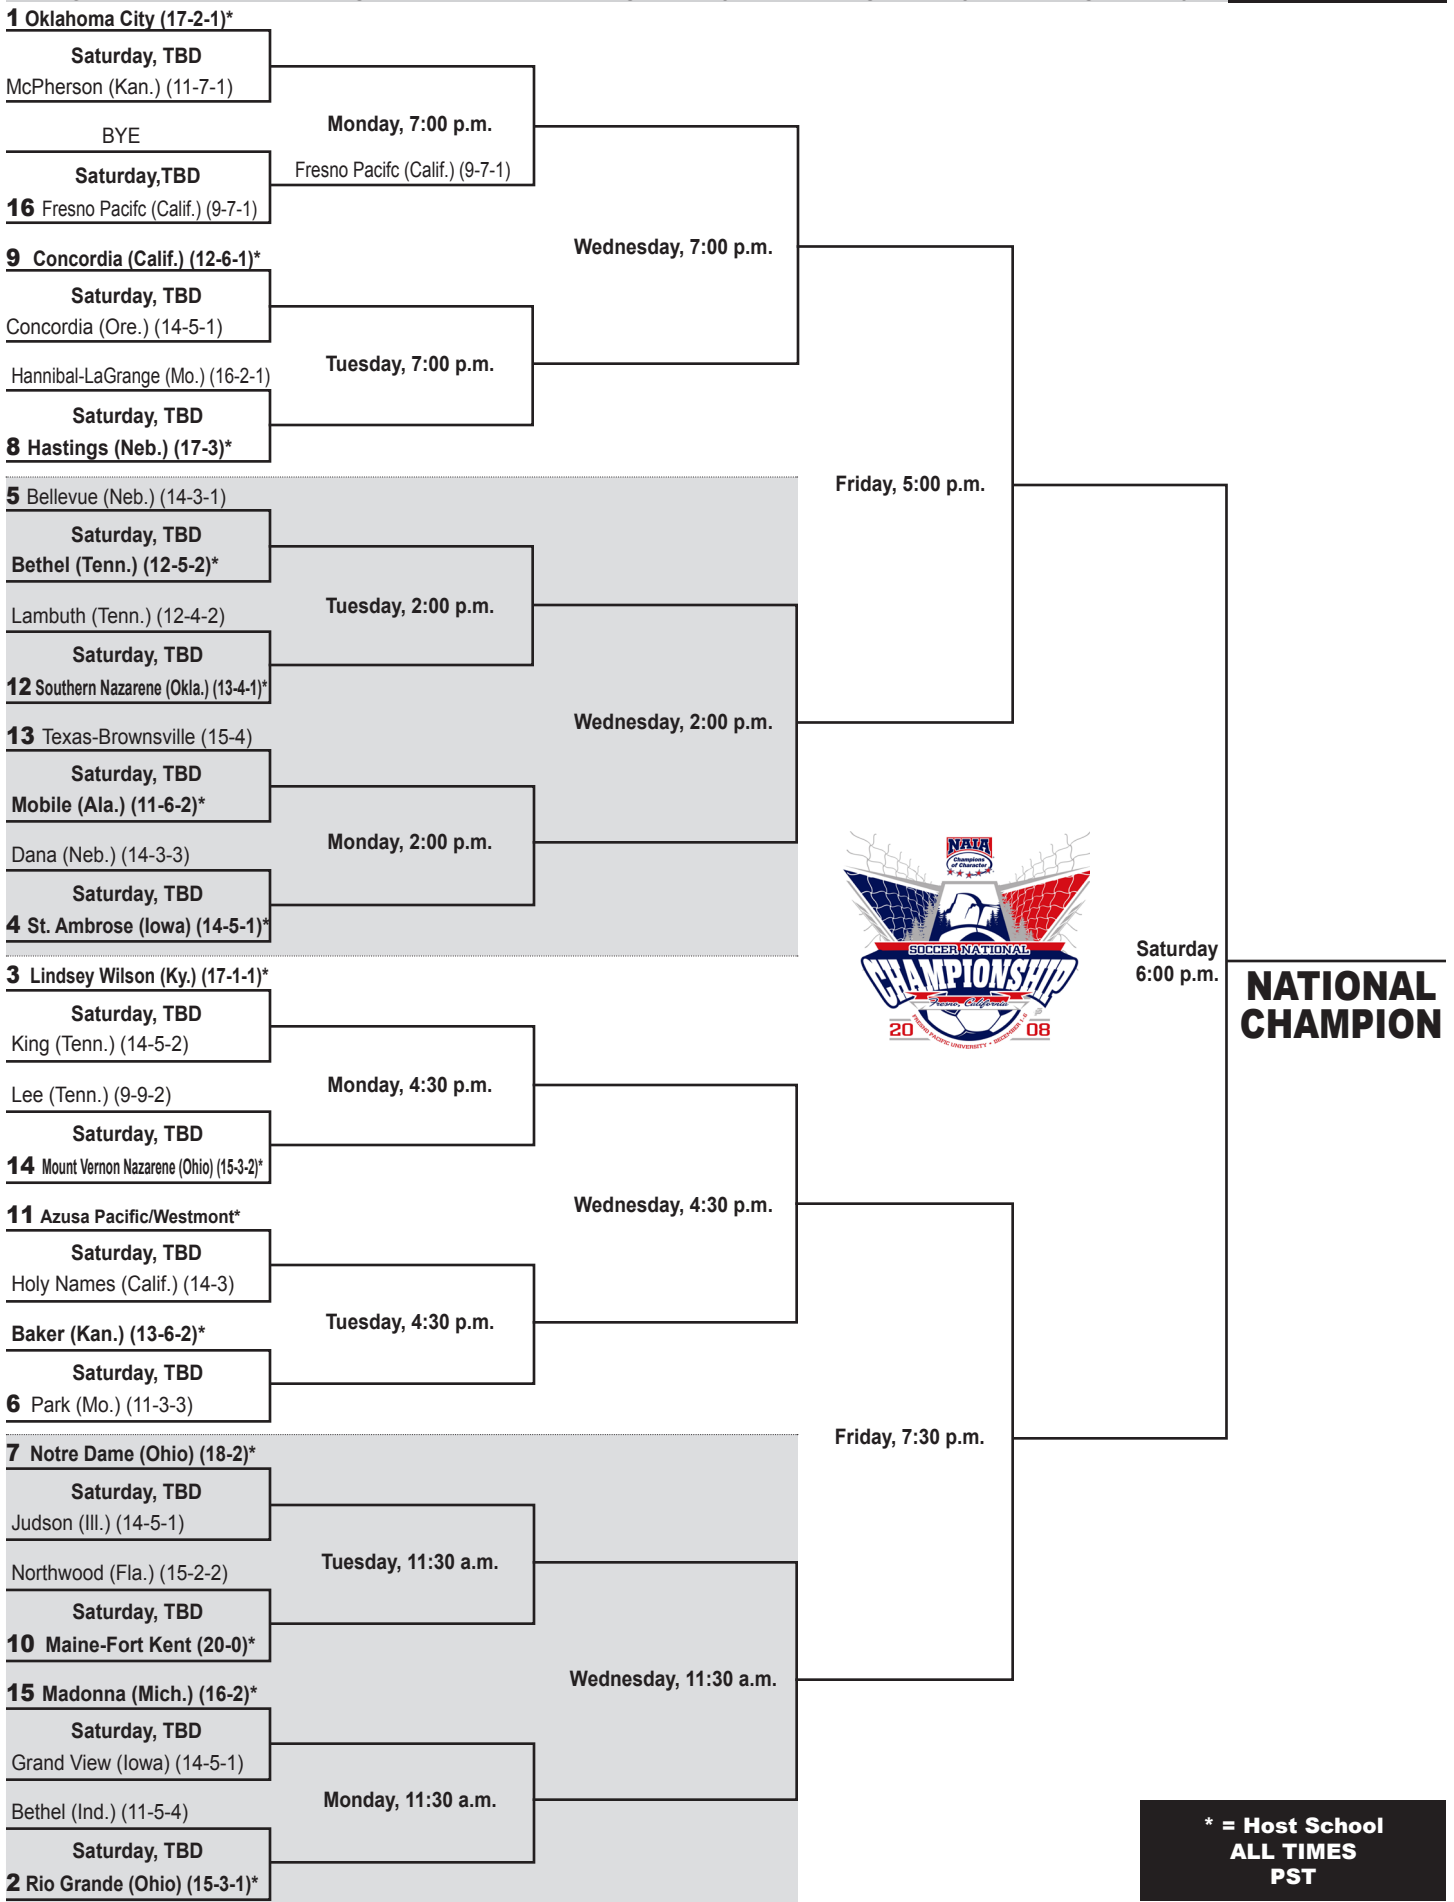 1 Oklahoma City (17-2-1)*
Saturday, TBD
McPherson (Kan.) (11-7-1)
BYE
Monday, 7:00 p.m.
Saturday,TBD
Fresno Pacifc (Calif.) (9-7-1)
16 Fresno Pacifc (Calif.) (9-7-1)
Wednesday, 7:00 p.m.
9 Concordia (Calif.) (12-6-1)*
Saturday, TBD
Concordia (Ore.) (14-5-1)
Tuesday, 7:00 p.m.
Hannibal-LaGrange (Mo.) (16-2-1)
Saturday, TBD
8 Hastings (Neb.) (17-3)*
Friday, 5:00 p.m.
5 Bellevue (Neb.) (14-3-1)
Saturday, TBD
Bethel (Tenn.) (12-5-2)*
Tuesday, 2:00 p.m.
Lambuth (Tenn.) (12-4-2)
Saturday, TBD
12 Southern Nazarene (Okla.) (13-4-1)*
Wednesday, 2:00 p.m.
13 Texas-Brownsville (15-4)
Saturday, TBD
Mobile (Ala.) (11-6-2)*
Monday, 2:00 p.m.
Dana (Neb.) (14-3-3)
Saturday, TBD
4 St. Ambrose (Iowa) (14-5-1)*
NAIA
Champions
of Character
SOCCER NATIONAL
CHAMPIONSHIP
Fresno, California
20 08
FRESNO PACIFIC UNIVERSITY • DECEMBER 1-6
Saturday
6:00 p.m.
NATIONAL
CHAMPION
3 Lindsey Wilson (Ky.) (17-1-1)*
Saturday, TBD
King (Tenn.) (14-5-2)
Monday, 4:30 p.m.
Lee (Tenn.) (9-9-2)
Saturday, TBD
14 Mount Vernon Nazarene (Ohio) (15-3-2)*
Wednesday, 4:30 p.m.
11 Azusa Pacific/Westmont*
Saturday, TBD
Holy Names (Calif.) (14-3)
Tuesday, 4:30 p.m.
Baker (Kan.) (13-6-2)*
Saturday, TBD
6 Park (Mo.) (11-3-3)
Friday, 7:30 p.m.
7 Notre Dame (Ohio) (18-2)*
Saturday, TBD
Judson (Ill.) (14-5-1)
Tuesday, 11:30 a.m.
Northwood (Fla.) (15-2-2)
Saturday, TBD
10 Maine-Fort Kent (20-0)*
Wednesday, 11:30 a.m.
15 Madonna (Mich.) (16-2)*
Saturday, TBD
Grand View (Iowa) (14-5-1)
Monday, 11:30 a.m.
Bethel (Ind.) (11-5-4)
Saturday, TBD
2 Rio Grande (Ohio) (15-3-1)*
* = Host School
ALL TIMES
PST